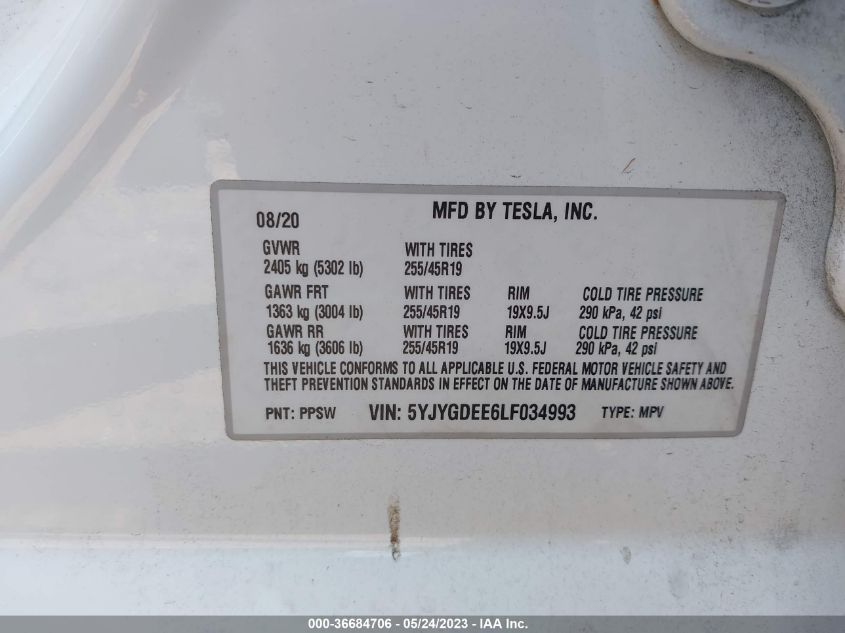 MFD BY TESLA, INC.
08/20
GVWR WITH TIRES
2405 kg (5302 lb) 255/45R19
GAWR FRT WITH TIRES RIM COLD TIRE PRESSURE
1363 kg (3004 lb) 255/45R19 19X9.5J 290 kPa, 42 psi
GAWR RR WITH TIRES RIM COLD TIRE PRESSURE
1636 kg (3606 lb) 255/45R19 19X9.5J 290 kPa, 42 psi
THIS VEHICLE CONFORMS TO ALL APPLICABLE U.S. FEDERAL MOTOR VEHICLE SAFETY AND
THEFT PREVENTION STANDARDS IN EFFECT ON THE DATE OF MANUFACTURE SHOWN ABOVE.
PNT: PPSW VIN: 5YJYGDEE6LF034993 TYPE: MPV
000-36684706 - 05/24/2023 - IAA Inc.